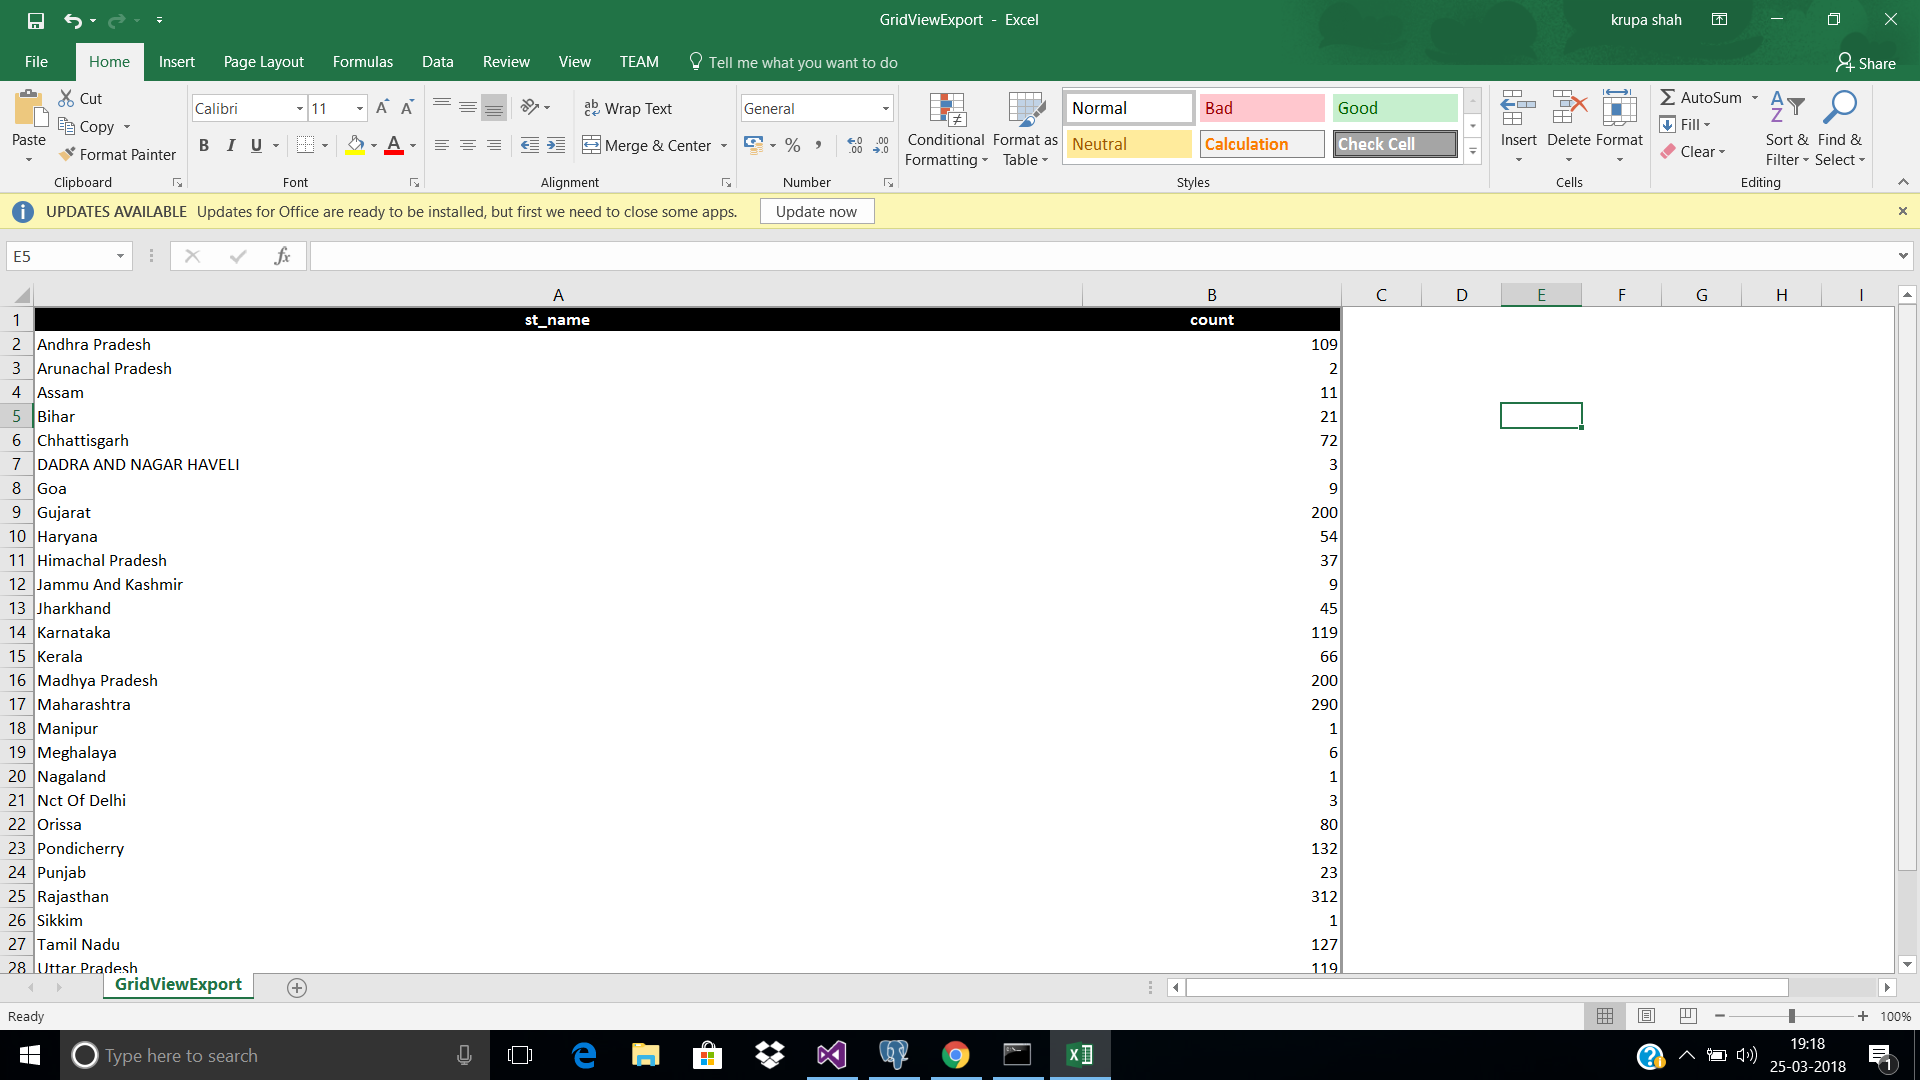 GridViewExport - Excel
krupa shah
File Home Insert Page Layout Formulas Data Review View TEAM Tell me what you want to do
Share
Paste
Cut
Copy
Format Painter
Clipboard
Calibri 11
B I U
Font
Wrap Text
Merge & Center
Alignment
General
Number
Conditional Formatting
Format as Table
Normal Bad Good
Neutral Calculation Check Cell
Styles
Insert Delete Format
Cells
AutoSum
Fill
Clear
Sort & Filter
Find & Select
Editing
UPDATES AVAILABLE Updates for Office are ready to be installed, but first we need to close some apps. Update now
E5 fx
A B C D E F G H I
1 st_name count
2 Andhra Pradesh 109
3 Arunachal Pradesh 2
4 Assam 11
5 Bihar 21
6 Chhattisgarh 72
7 DADRA AND NAGAR HAVELI 3
8 Goa 9
9 Gujarat 200
10 Haryana 54
11 Himachal Pradesh 37
12 Jammu And Kashmir 9
13 Jharkhand 45
14 Karnataka 119
15 Kerala 66
16 Madhya Pradesh 200
17 Maharashtra 290
18 Manipur 1
19 Meghalaya 6
20 Nagaland 1
21 Nct Of Delhi 3
22 Orissa 80
23 Pondicherry 132
24 Punjab 23
25 Rajasthan 312
26 Sikkim 1
27 Tamil Nadu 127
28 Uttar Pradesh 119
GridViewExport
Ready
100%
Type here to search
19:18
25-03-2018
1